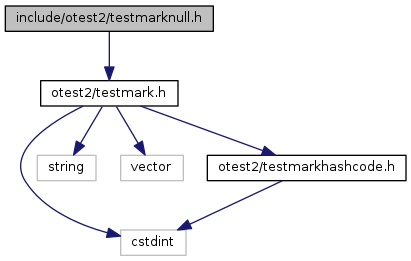 include/otest2/testmarknull.h
otest2/testmark.h
string
vector
otest2/testmarkhashcode.h
cstdint